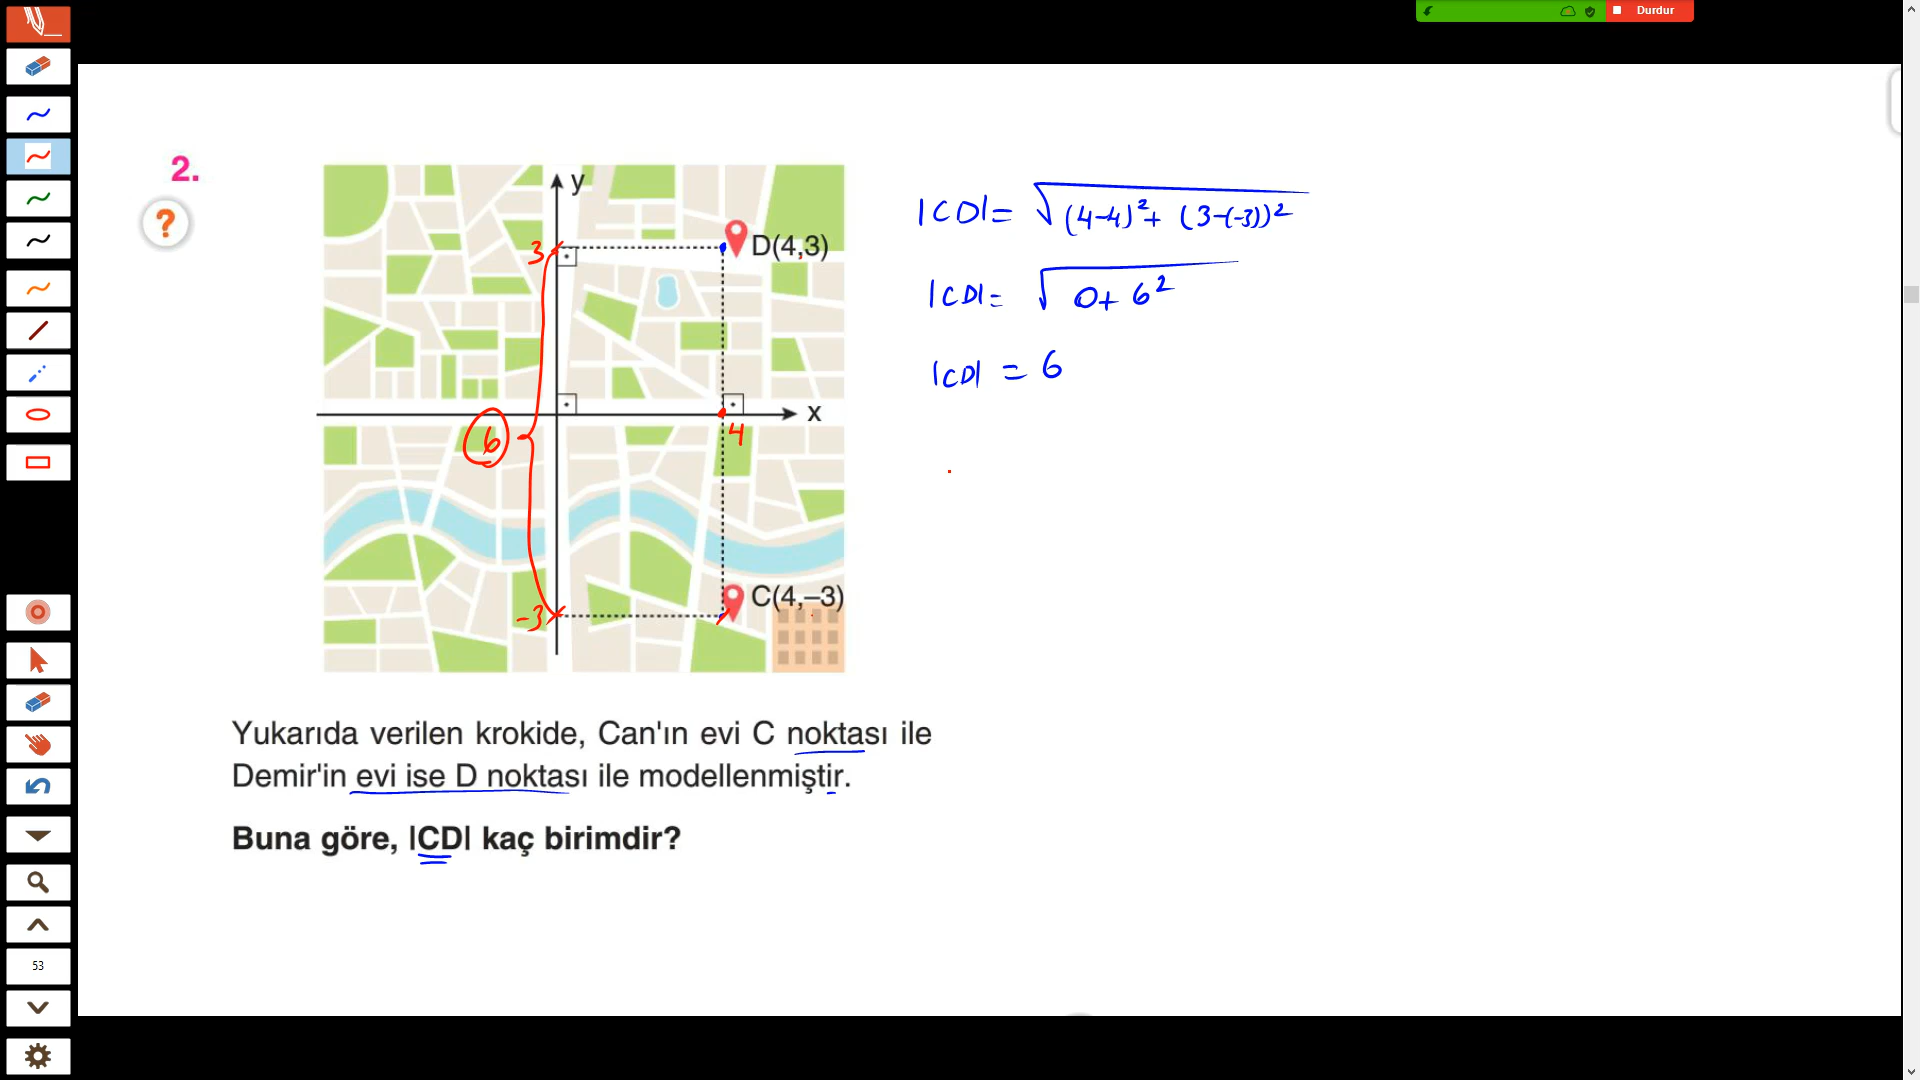 Durdur
2.
?
y
3
D(4,3)
x
6
4
-3
C(4,–3)
|CD|= √(4-4)²+ (3-(-3))²
|CD|= √0+ 6²
|CD| = 6
Yukarıda verilen krokide, Can'ın evi C noktası ile
Demir'in evi ise D noktası ile modellenmiştir.
Buna göre, |CD| kaç birimdir?
53